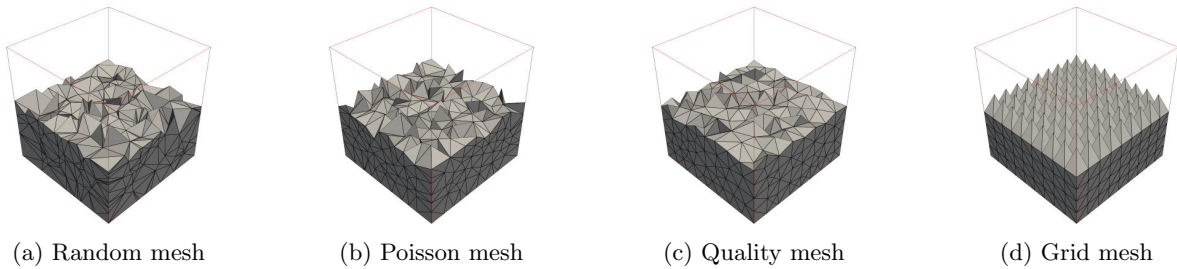 (a) Random mesh
(b) Poisson mesh
(c) Quality mesh
(d) Grid mesh